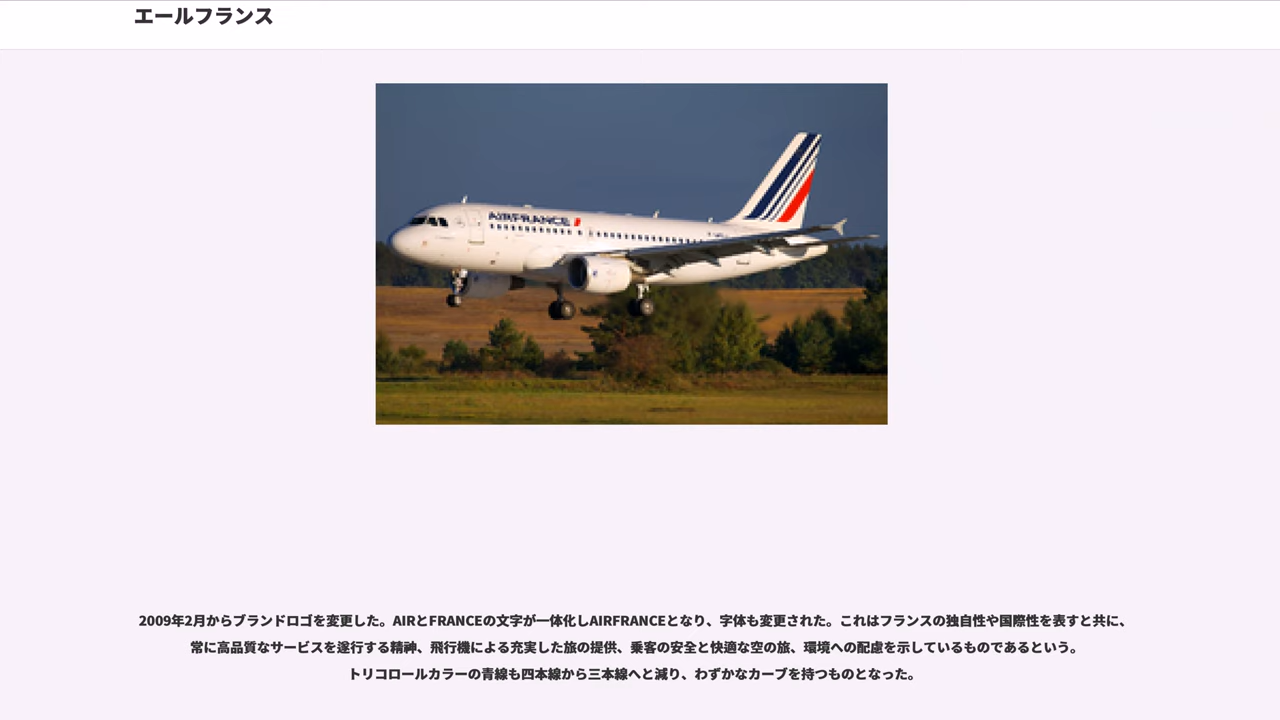 エールフランス
AIRFRANCE
2009年2月からブランドロゴを変更した。AIRとFRANCEの文字が一体化しAIRFRANCEとなり、字体も変更された。これはフランスの独自性や国際性を表すと共に、
常に高品質なサービスを遂行する精神、飛行機による充実した旅の提供、乗客の安全と快適な空の旅、環境への配慮を示しているものであるという。
トリコロールカラーの青線も四本線から三本線へと減り、わずかなカーブを持つものとなった。